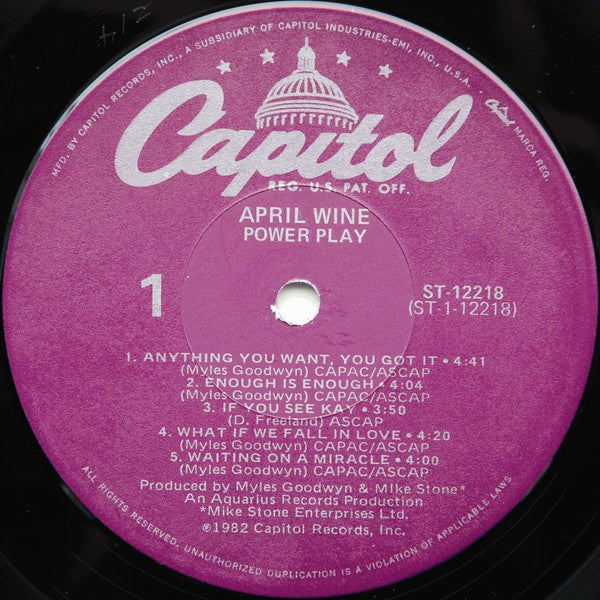 MFD. BY CAPITOL RECORDS, INC., A SUBSIDIARY OF CAPITOL INDUSTRIES-EMI, INC., U.S.A. • Capitol MARCA REG.
Capitol
REG. U.S. PAT. OFF.
APRIL WINE
POWER PLAY
1
ST-12218
(ST-1-12218)
1. ANYTHING YOU WANT, YOU GOT IT • 4:41
(Myles Goodwyn) CAPAC/ASCAP
2. ENOUGH IS ENOUGH • 4:04
(Myles Goodwyn) CAPAC/ASCAP
3. IF YOU SEE KAY • 3:50
(D. Freeland) ASCAP
4. WHAT IF WE FALL IN LOVE • 4:20
(Myles Goodwyn) CAPAC/ASCAP
5. WAITING ON A MIRACLE • 4:00
(Myles Goodwyn) CAPAC/ASCAP
Produced by Myles Goodwyn & Mike Stone*
An Aquarius Records Production
*Mike Stone Enterprises Ltd.
©1982 Capitol Records, Inc.
ALL RIGHTS RESERVED. UNAUTHORIZED DUPLICATION IS A VIOLATION OF APPLICABLE LAWS.